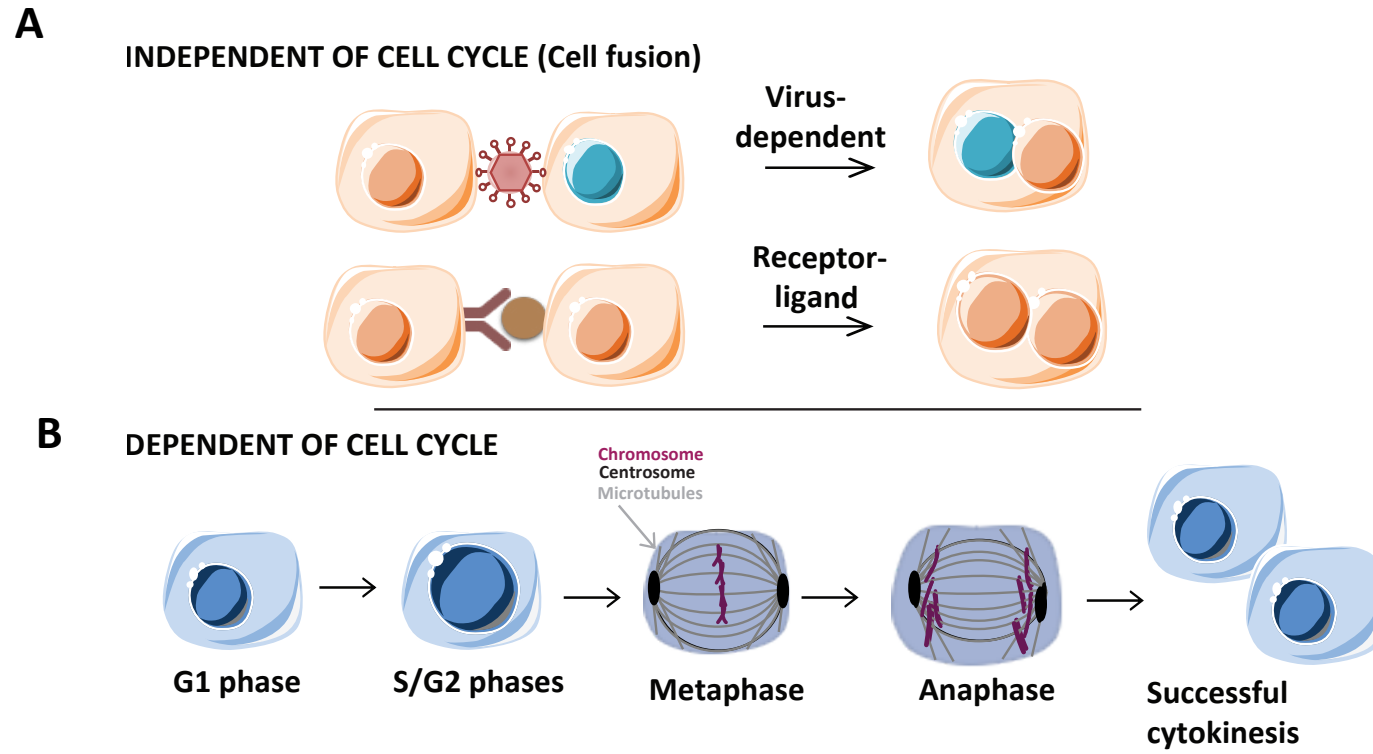 A
INDEPENDENT OF CELL CYCLE (Cell fusion)
Virus-
dependent
Receptor-
ligand
B
DEPENDENT OF CELL CYCLE
Chromosome
Centrosome
Microtubules
G1 phase
S/G2 phases
Metaphase
Anaphase
Successful
cytokinesis